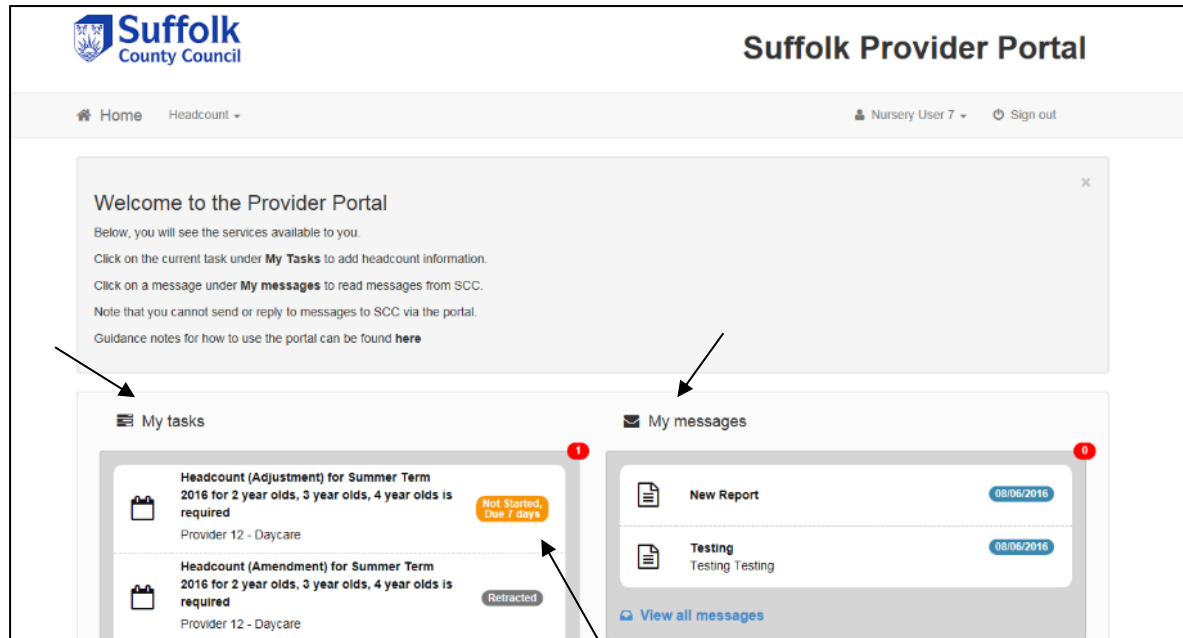 Suffolk
County Council
Suffolk Provider Portal
Home Headcount
Nursery User 7 Sign out
×
Welcome to the Provider Portal
Below, you will see the services available to you.
Click on the current task under My Tasks to add headcount information.
Click on a message under My messages to read messages from SCC.
Note that you cannot send or reply to messages to SCC via the portal.
Guidance notes for how to use the portal can be found here
My tasks
1
Headcount (Adjustment) for Summer Term
2016 for 2 year olds, 3 year olds, 4 year olds is
required
Provider 12 - Daycare
Not Started,
Due 7 days
Headcount (Amendment) for Summer Term
2016 for 2 year olds, 3 year olds, 4 year olds is
required
Provider 12 - Daycare
Retracted
My messages
0
New Report
08/06/2016
Testing
Testing Testing
08/06/2016
View all messages